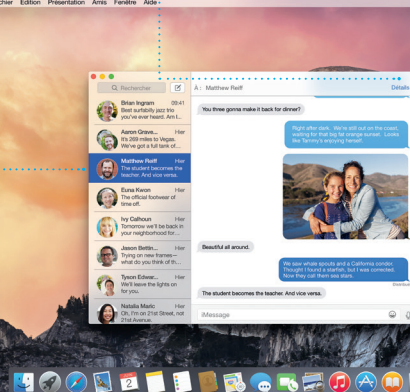 chier Edition Présentation Amis Fenêtre Aide
Rechercher
Brian Ingram 09:41
Best surfabilly jazz trio
you've ever heard. Am I...
Aaron Grave... Hier
It's 269 miles to Vegas.
We've got a full tank of...
Matthew Reiff Hier
The student becomes the
teacher. And vice versa.
Euna Kwon Hier
The official footwear of
time off.
Ivy Calhoun Hier
Tomorrow we'll be back in
your neighborhood for...
Jason Bettin... Hier
Trying on new frames—
what do you think of th...
Tyson Edwar... Hier
We'll leave the lights on
for you.
Natalia Maric Hier
Oh, I'm on 21st Street, not
21st Avenue.
À : Matthew Reiff Détails
You three gonna make it back for dinner?
Right after dark. We're still out on the coast,
waiting for that big fat orange sunset. Looks
like Tammy's enjoying herself.
Beautiful all around.
We saw whale spouts and a California condor.
Thought I found a starfish, but I was corrected.
Now they call them sea stars.
The student becomes the teacher. And vice versa.
iMessage
2